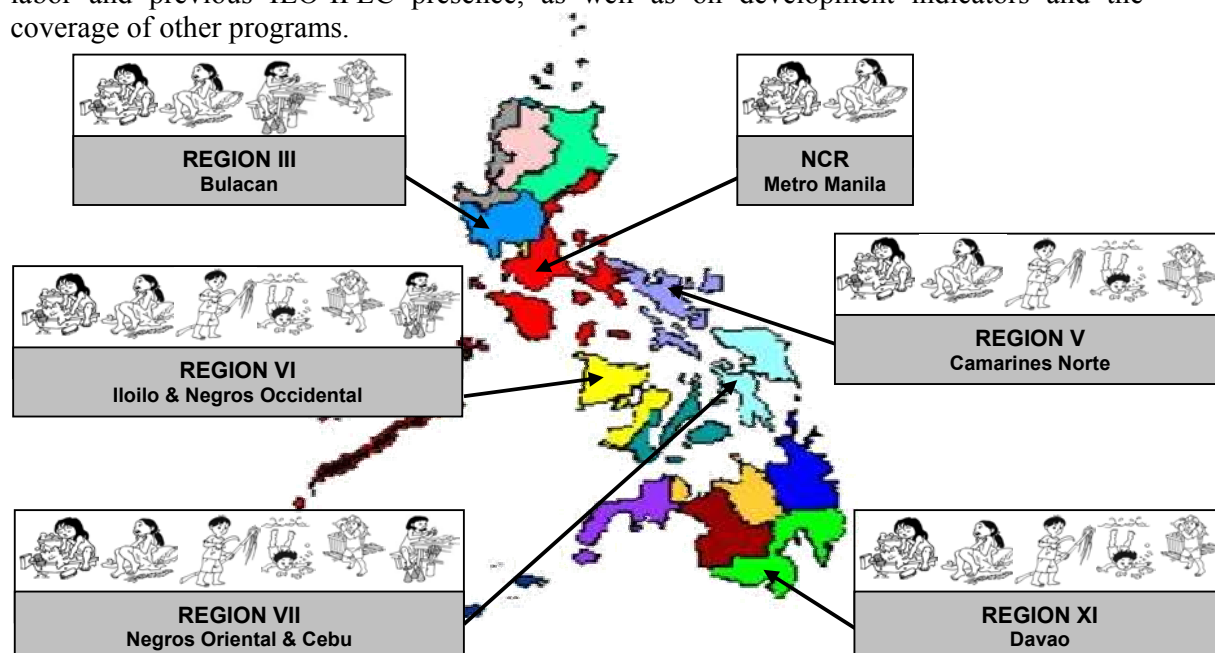 labor and previous ILO-IPEC presence, as well as on development indicators and the
coverage of other programs.
REGION III
Bulacan
NCR
Metro Manila
REGION VI
Iloilo & Negros Occidental
REGION V
Camarines Norte
REGION VII
Negros Oriental & Cebu
REGION XI
Davao